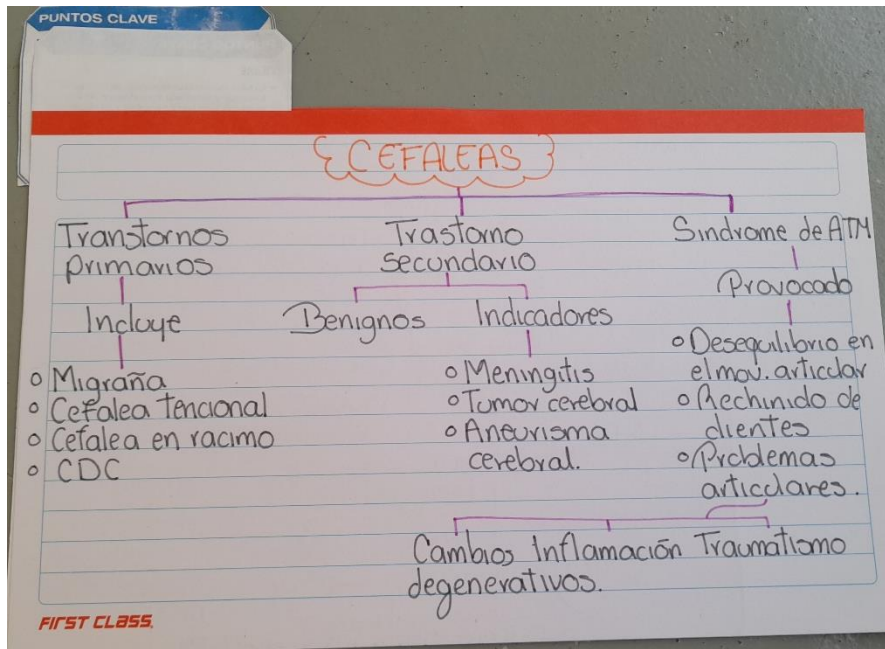 PUNTOS CLAVE
CEFALEAS
Transtornos
primarios
Incluye
Migraña
Cefalea tencional
Cefalea en racimo
CDC
Trastorno
secundario
Benignos
Indicadores
Meningitis
Tumor cerebral
Aneurisma
cerebral.
Sindrome de ATM
Provocado
Desequilibrio en
el mov. articular
Rechinido de
dientes
Problemas
articulares.
Cambios
degenerativos.
Inflamación
Traumatismo
FIRST CLASS.